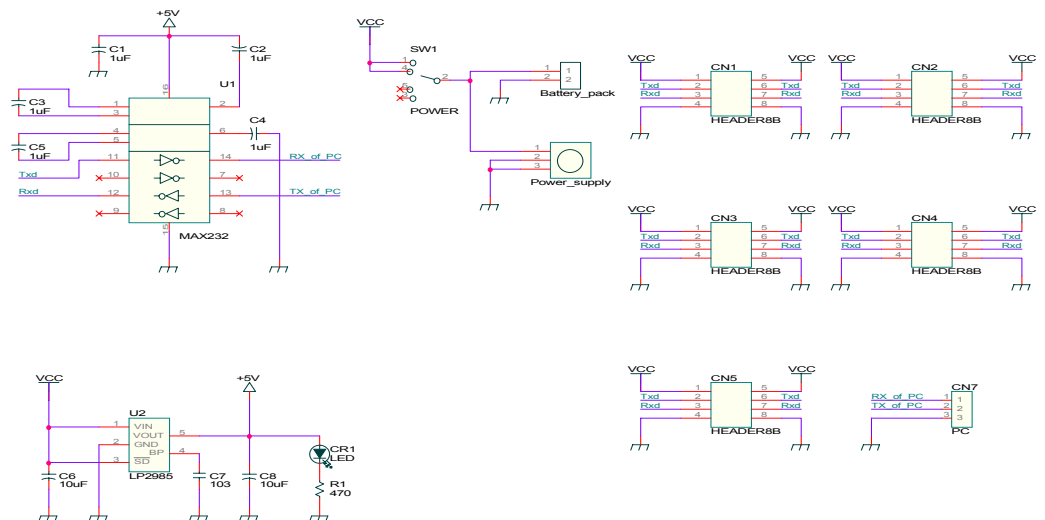 +5V
C1
1uF
C2
1uF
U1
16
C3
1uF
1
3
2
C4
1uF
4
5
6
C5
1uF
11
14
RX_of_PC
Txd
10
7
Rxd
12
13
TX_of_PC
9
8
15
MAX232
VCC
SW1
1
4
2
5
3
POWER
1
2
1
2
Battery_pack
1
2
3
Power_supply
VCC
CN1
VCC
1
5
Txd
2
6
Txd
Rxd
3
7
Rxd
4
8
HEADER8B
VCC
CN2
VCC
1
5
Txd
2
6
Txd
Rxd
3
7
Rxd
4
8
HEADER8B
VCC
CN3
VCC
1
5
Txd
2
6
Txd
Rxd
3
7
Rxd
4
8
HEADER8B
VCC
CN4
VCC
1
5
Txd
2
6
Txd
Rxd
3
7
Rxd
4
8
HEADER8B
VCC
+5V
U2
1
VIN
VOUT
5
2
GND
BP
4
3
SD
LP2985
C6
10uF
C7
103
C8
10uF
CR1
LED
R1
470
VCC
CN5
VCC
1
5
Txd
2
6
Txd
Rxd
3
7
Rxd
4
8
HEADER8B
CN7
RX_of_PC
1
1
TX_of_PC
2
2
3
3
PC